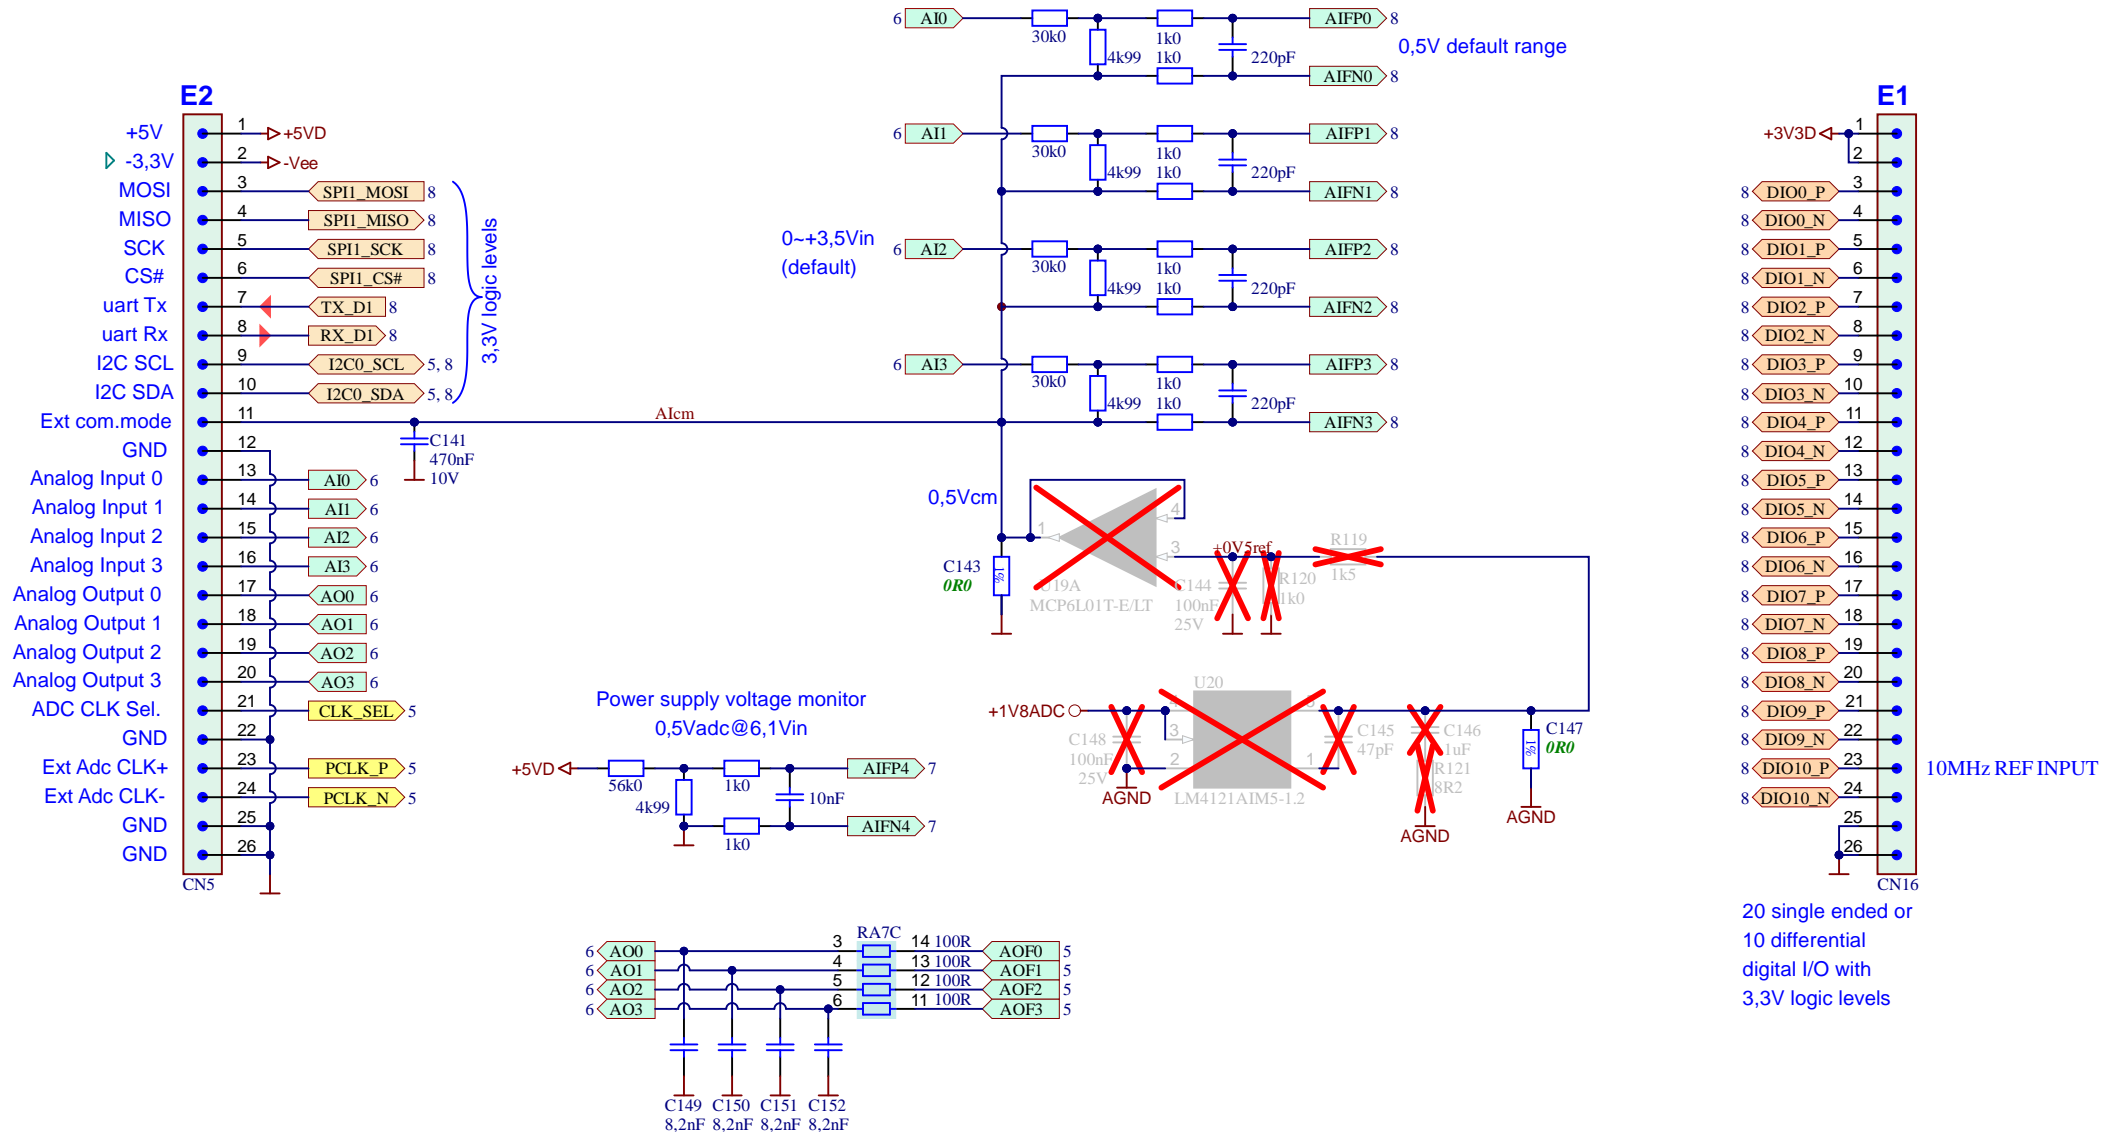 E2
+5V 1 +5VD
-3,3V 2 -Vee
MOSI 3 SPI1_MOSI 8
MISO 4 SPI1_MISO 8
SCK 5 SPI1_SCK 8
CS# 6 SPI1_CS# 8
uart Tx 7 TX_D1 8
uart Rx 8 RX_D1 8
I2C SCL 9 I2C0_SCL 5, 8
I2C SDA 10 I2C0_SDA 5, 8
3,3V logic levels
Ext com.mode 11 AIcm
GND 12
Analog Input 0 13 AI0 6
Analog Input 1 14 AI1 6
Analog Input 2 15 AI2 6
Analog Input 3 16 AI3 6
Analog Output 0 17 AO0 6
Analog Output 1 18 AO1 6
Analog Output 2 19 AO2 6
Analog Output 3 20 AO3 6
ADC CLK Sel. 21 CLK_SEL 5
GND 22
Ext Adc CLK+ 23 PCLK_P 5
Ext Adc CLK- 24 PCLK_N 5
GND 25
GND 26
CN5
C141
470nF
10V
6 AI0 30k0 1k0 AIFP0 8
4k99 1k0 220pF AIFN0 8
0,5V default range
6 AI1 30k0 1k0 AIFP1 8
4k99 1k0 220pF AIFN1 8
0~+3,5Vin
(default)
6 AI2 30k0 1k0 AIFP2 8
4k99 1k0 220pF AIFN2 8
6 AI3 30k0 1k0 AIFP3 8
4k99 1k0 220pF AIFN3 8
0,5Vcm
C143
0R0
1%
1 4 3
U19A
MCP6L01T-E/LT
+0V5ref
C144
100nF
25V
R120
1k0
R119
1k5
Power supply voltage monitor
0,5Vadc@6,1Vin
+5VD 56k0 1k0 AIFP4 7
4k99 10nF
1k0 AIFN4 7
U20
+1V8ADC
C148
100nF
25V
AGND
3
2 1
LM4121AIM5-1.2
C145
47pF
C146
1uF
R121
8R2
AGND
C147
0R0
1%
AGND
RA7C
6 AO0 3 14 100R AOF0 5
6 AO1 4 13 100R AOF1 5
6 AO2 5 12 100R AOF2 5
6 AO3 6 11 100R AOF3 5
C149 C150 C151 C152
8,2nF 8,2nF 8,2nF 8,2nF
E1
+3V3D 1
2
8 DIO0_P 3
8 DIO0_N 4
8 DIO1_P 5
8 DIO1_N 6
8 DIO2_P 7
8 DIO2_N 8
8 DIO3_P 9
8 DIO3_N 10
8 DIO4_P 11
8 DIO4_N 12
8 DIO5_P 13
8 DIO5_N 14
8 DIO6_P 15
8 DIO6_N 16
8 DIO7_P 17
8 DIO7_N 18
8 DIO8_P 19
8 DIO8_N 20
8 DIO9_P 21
8 DIO9_N 22
8 DIO10_P 23 10MHz REF INPUT
8 DIO10_N 24
25
26
CN16
20 single ended or
10 differential
digital I/O with
3,3V logic levels